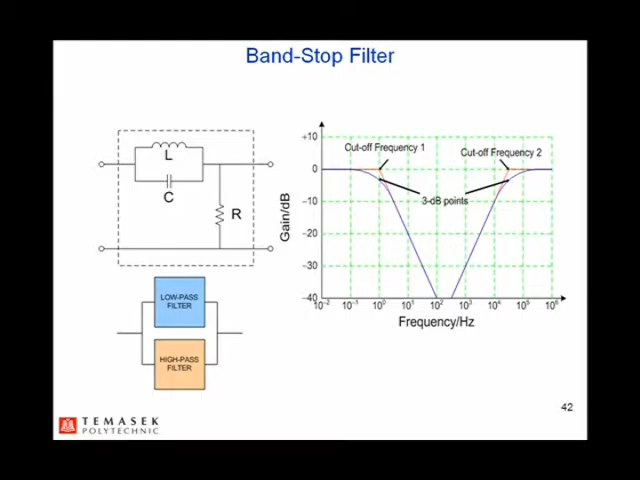 Band-Stop Filter
L
C
R
LOW-PASS
FILTER
HIGH-PASS
FILTER
+10
0
-10
-20
-30
-40
Gain/dB
Cut-off Frequency 1
Cut-off Frequency 2
3-dB points
10⁻² 10⁻¹ 10⁰ 10¹ 10² 10³ 10⁴ 10⁵ 10⁶
Frequency/Hz
42
TEMASEK
POLYTECHNIC